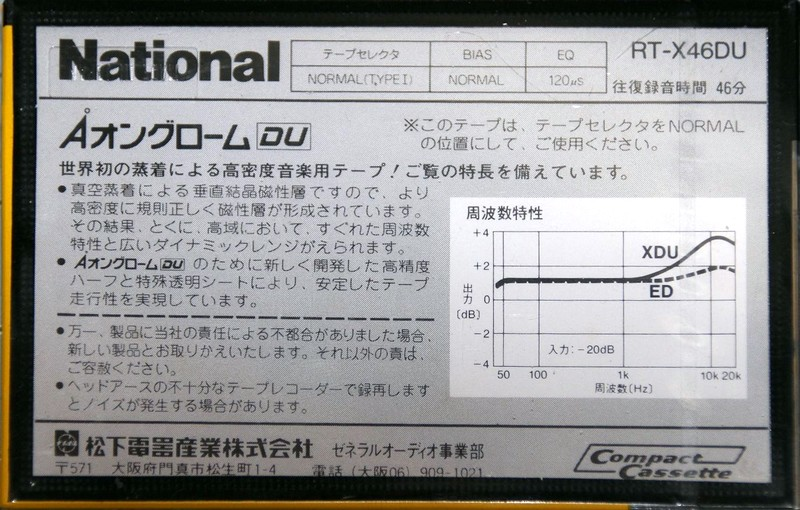 National
テープセレクタ BIAS EQ
NORMAL(TYPE I) NORMAL 120μs
RT-X46DU
往復録音時間 46分
Åオングローム DU
※このテープは、テープセレクタをNORMAL
の位置にして、ご使用ください。
世界初の蒸着による高密度音楽用テープ!ご覧の特長を備えています。
●真空蒸着による垂直結晶磁性層ですので、より
高密度に規則正しく磁性層が形成されています。
その結果、とくに、高域において、すぐれた周波数
特性と広いダイナミックレンジがえられます。
●Åオングローム DU のために新しく開発した高精度
ハーフと特殊透明シートにより、安定したテープ
走行性を実現しています。
●万一、製品に当社の責任による不都合がありました場合、
新しい製品とお取りかえいたします。それ以外の責は、
ご容赦ください。
●ヘッドアースの不十分なテープレコーダーで録再します
とノイズが発生する場合があります。
周波数特性
+4
+2
0
−2
−4
出力
(dB)
XDU
ED
入力:−20dB
50 100 1k 10k 20k
周波数(Hz)
松下電器産業株式会社 ゼネラルオーディオ事業部
〒571 大阪府門真市松生町1-4 電話(大阪06)909-1021
Compact
Cassette